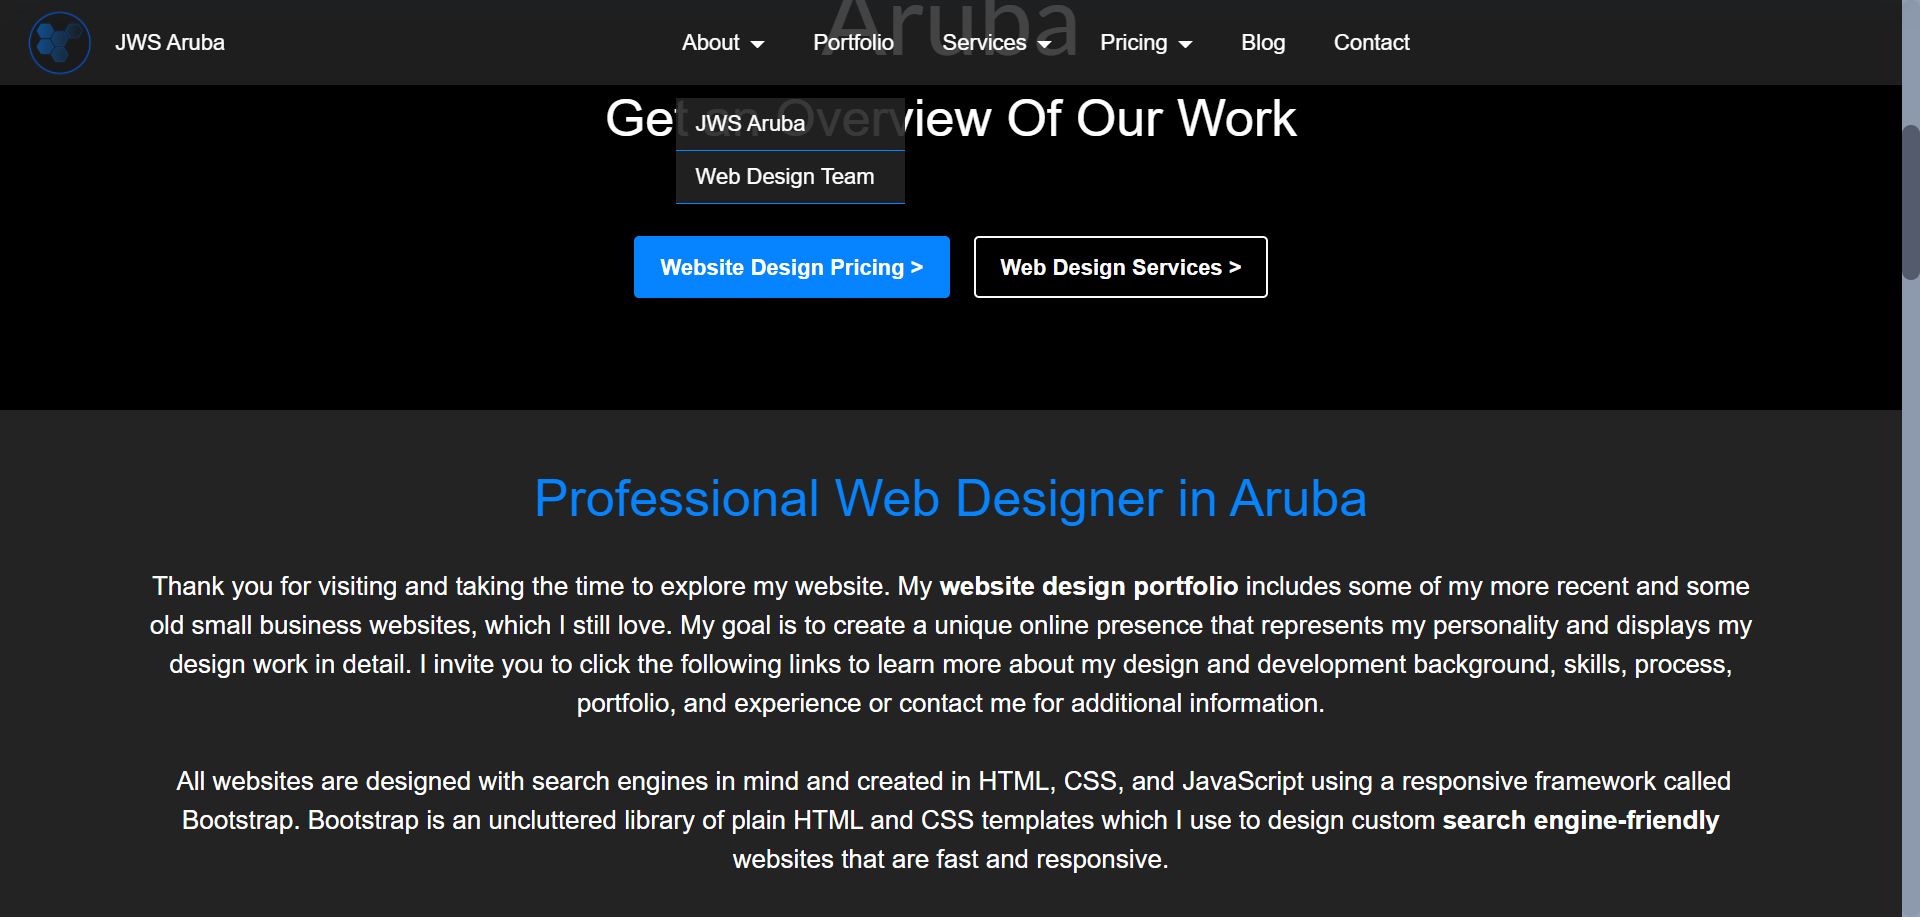 Aruba
JWS Aruba
About
Portfolio
Services
Pricing
Blog
Contact
Get an Overview Of Our Work
JWS Aruba
Web Design Team
Website Design Pricing >
Web Design Services >
Professional Web Designer in Aruba
Thank you for visiting and taking the time to explore my website. My website design portfolio includes some of my more recent and some
old small business websites, which I still love. My goal is to create a unique online presence that represents my personality and displays my
design work in detail. I invite you to click the following links to learn more about my design and development background, skills, process,
portfolio, and experience or contact me for additional information.
All websites are designed with search engines in mind and created in HTML, CSS, and JavaScript using a responsive framework called
Bootstrap. Bootstrap is an uncluttered library of plain HTML and CSS templates which I use to design custom search engine-friendly
websites that are fast and responsive.